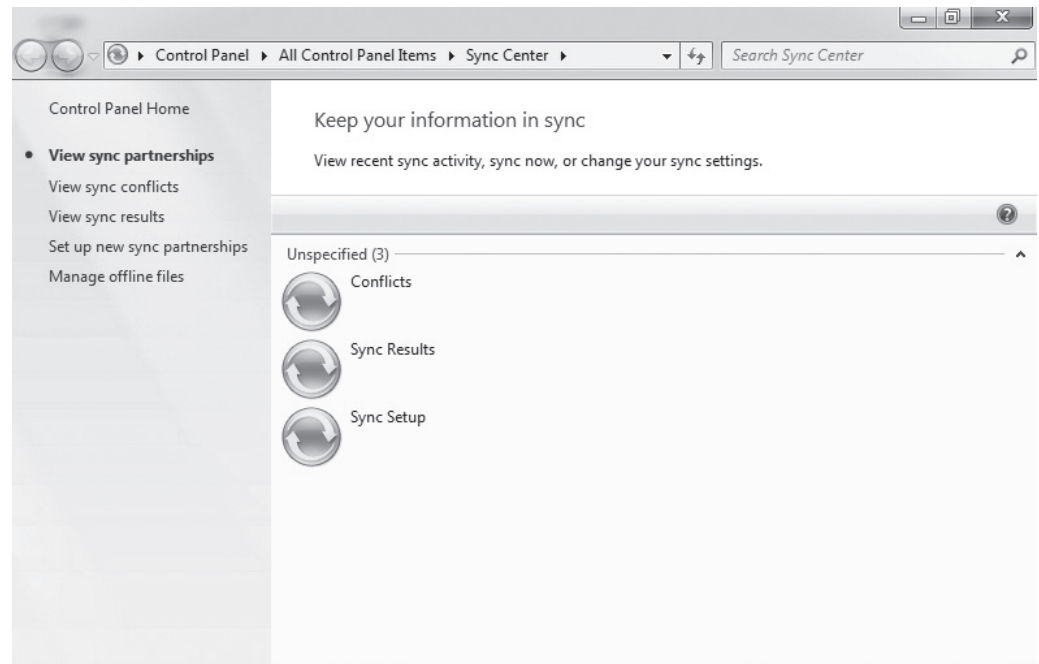 Control Panel All Control Panel Items Sync Center
Search Sync Center
Control Panel Home
View sync partnerships
View sync conflicts
View sync results
Set up new sync partnerships
Manage offline files
Keep your information in sync
View recent sync activity, sync now, or change your sync settings.
Unspecified (3)
Conflicts
Sync Results
Sync Setup